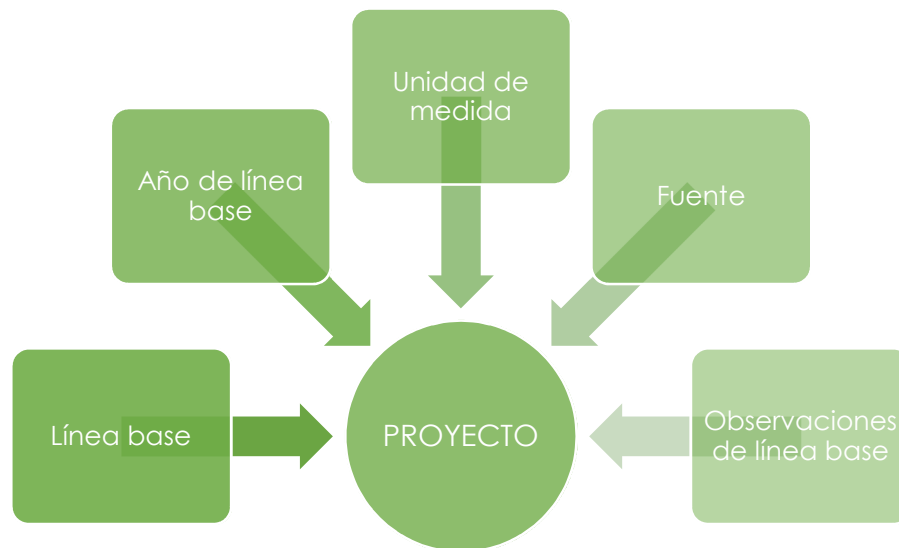 Línea base
Año de línea
base
Unidad de
medida
Fuente
Observaciones
de línea base
PROYECTO